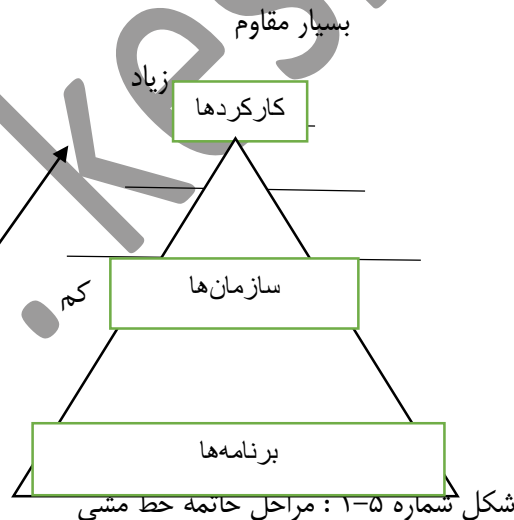 بسیار مقاوم
زیاد
کارکردها
سازمان‌ها
کم
برنامه‌ها
شکل شماره ۵–۱ : مراحل خاتمه خط مشی